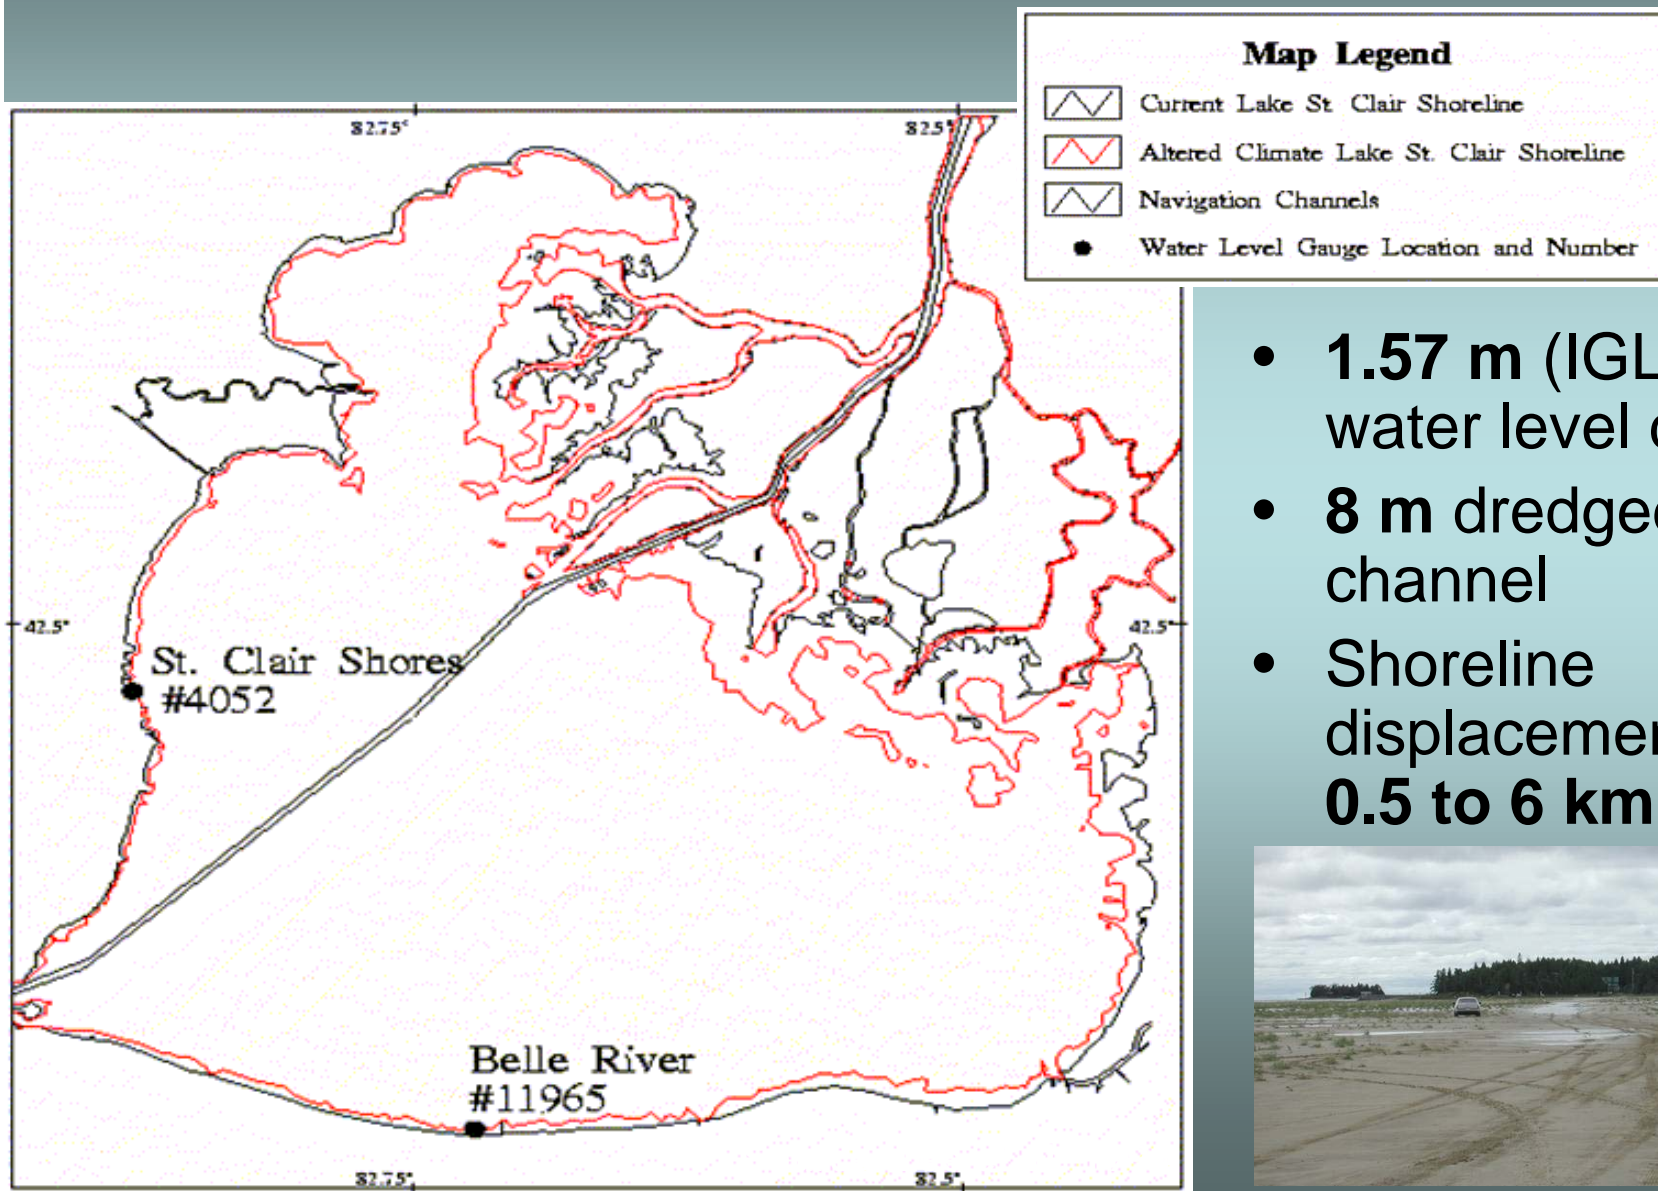 Map Legend
Current Lake St. Clair Shoreline
Altered Climate Lake St. Clair Shoreline
Navigation Channels
Water Level Gauge Location and Number
82.75°
82.5°
42.5°
42.5°
St. Clair Shores
#4052
Belle River
#11965
82.75°
82.5°
• 1.57 m (IGL
water level
• 8 m dredged
channel
• Shoreline
displacemen
0.5 to 6 km